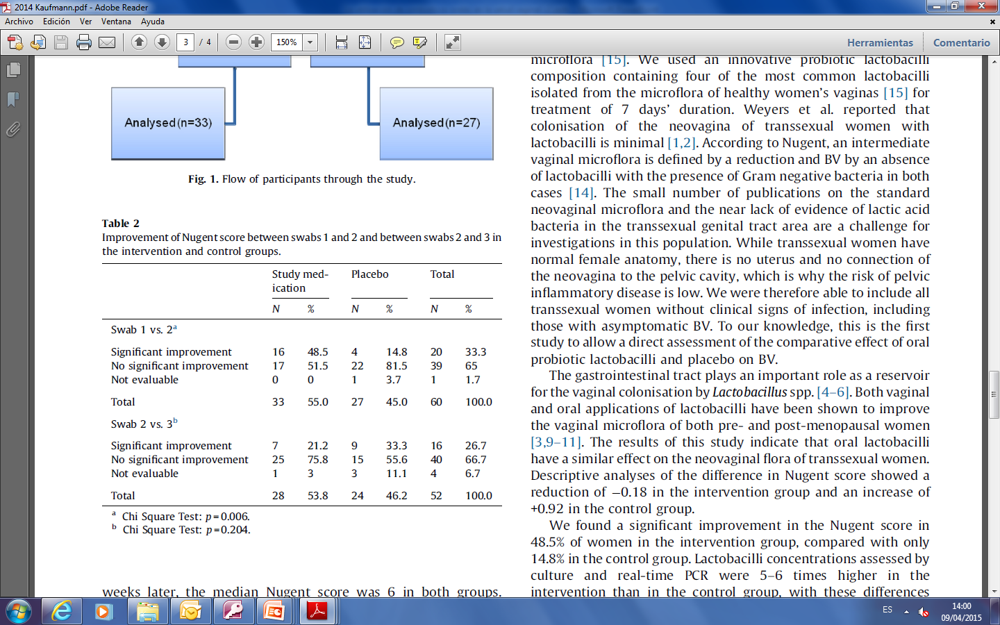 2014 Kaufmann.pdf - Adobe Reader
Archivo Edición Ver Ventana Ayuda
3 / 4 150% Herramientas Comentario
Analysed(n=33) Analysed(n=27)
Fig. 1. Flow of participants through the study.
Table 2
Improvement of Nugent score between swabs 1 and 2 and between swabs 2 and 3 in
the intervention and control groups.
Study med- Placebo Total
ication
N % N % N %
Swab 1 vs. 2a
Significant improvement 16 48.5 4 14.8 20 33.3
No significant improvement 17 51.5 22 81.5 39 65
Not evaluable 0 0 1 3.7 1 1.7
Total 33 55.0 27 45.0 60 100.0
Swab 2 vs. 3b
Significant improvement 7 21.2 9 33.3 16 26.7
No significant improvement 25 75.8 15 55.6 40 66.7
Not evaluable 1 3 3 11.1 4 6.7
Total 28 53.8 24 46.2 52 100.0
a Chi Square Test: p = 0.006.
b Chi Square Test: p = 0.204.
weeks later, the median Nugent score was 6 in both groups.
microflora [15]. We used an innovative probiotic lactobacilli
composition containing four of the most common lactobacilli
isolated from the microflora of healthy women's vaginas [15] for
treatment of 7 days' duration. Weyers et al. reported that
colonisation of the neovagina of transsexual women with
lactobacilli is minimal [1,2]. According to Nugent, an intermediate
vaginal microflora is defined by a reduction and BV by an absence
of lactobacilli with the presence of Gram negative bacteria in both
cases [14]. The small number of publications on the standard
neovaginal microflora and the near lack of evidence of lactic acid
bacteria in the transsexual genital tract area are a challenge for
investigations in this population. While transsexual women have
normal female anatomy, there is no uterus and no connection of
the neovagina to the pelvic cavity, which is why the risk of pelvic
inflammatory disease is low. We were therefore able to include all
transsexual women without clinical signs of infection, including
those with asymptomatic BV. To our knowledge, this is the first
study to allow a direct assessment of the comparative effect of oral
probiotic lactobacilli and placebo on BV.
The gastrointestinal tract plays an important role as a reservoir
for the vaginal colonisation by Lactobacillus spp. [4–6]. Both vaginal
and oral applications of lactobacilli have been shown to improve
the vaginal microflora of both pre- and post-menopausal women
[3,9–11]. The results of this study indicate that oral lactobacilli
have a similar effect on the neovaginal flora of transsexual women.
Descriptive analyses of the difference in Nugent score showed a
reduction of −0.18 in the intervention group and an increase of
+0.92 in the control group.
We found a significant improvement in the Nugent score in
48.5% of women in the intervention group, compared with only
14.8% in the control group. Lactobacilli concentrations assessed by
culture and real-time PCR were 5–6 times higher in the
intervention than in the control group, with these differences
ES 14:00
09/04/2015